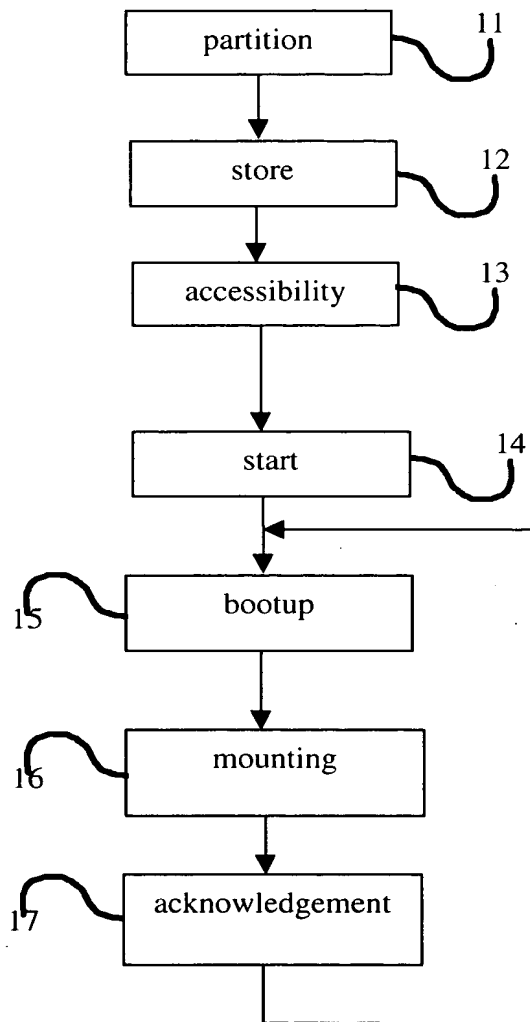 partition
11
store
12
accessibility
13
start
14
bootup
15
mounting
16
acknowledgement
17